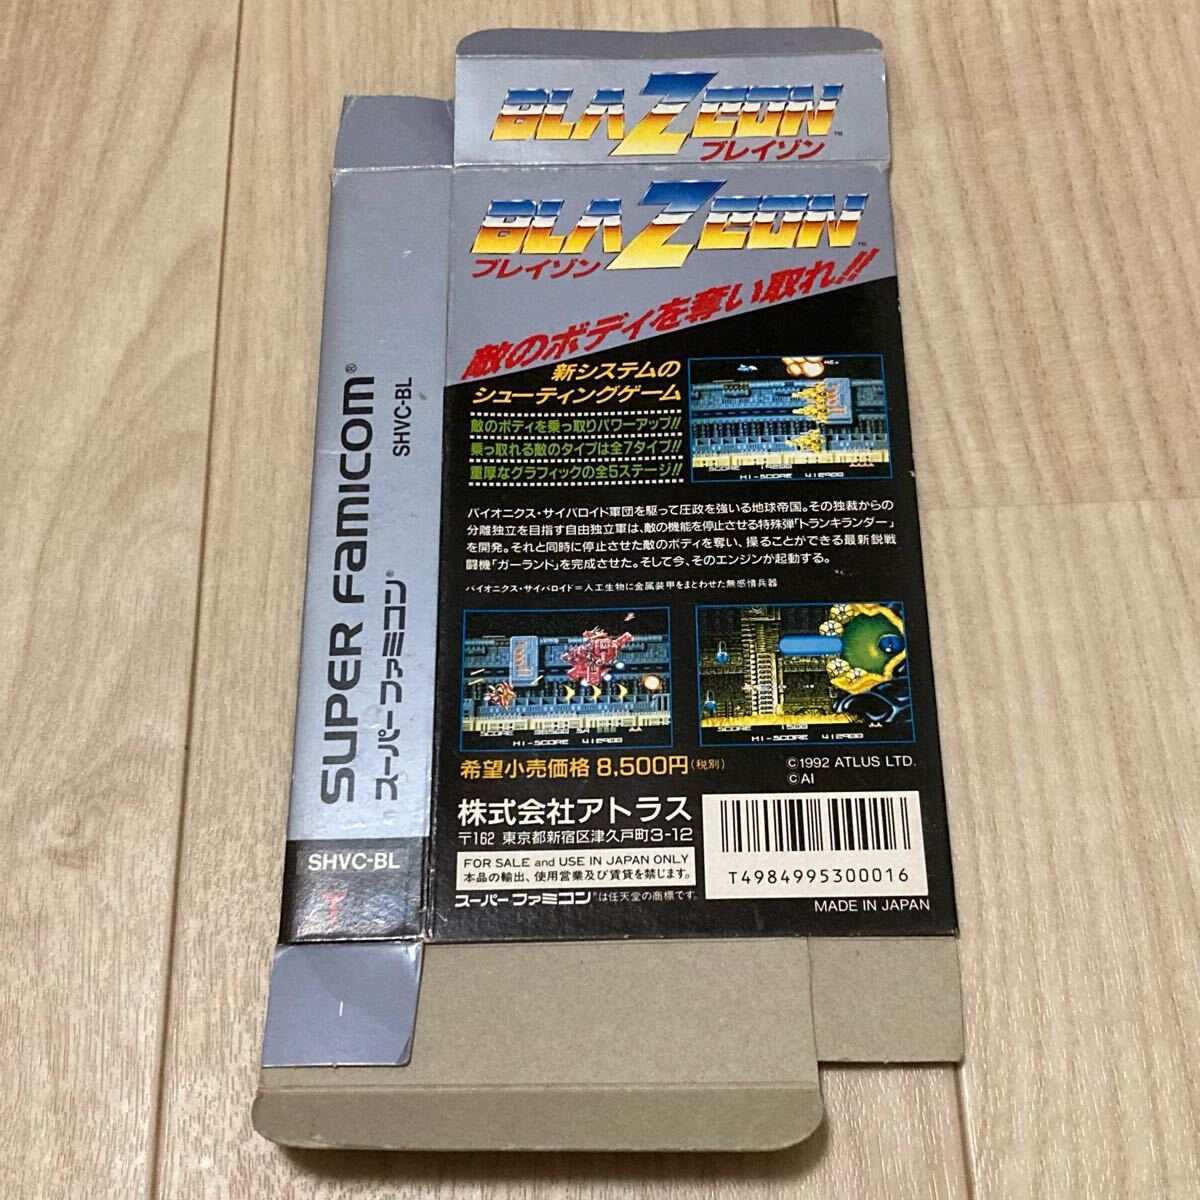 BLAZEON™
ブレイゾン
BLAZEON™
ブレイゾン
敵のボディを奪い取れ!!
新システムの
シューティングゲーム
敵のボディを乗っ取りパワーアップ!!
乗っ取れる敵のタイプは全7タイプ!!
重厚なグラフィックの全5ステージ!!
SCORE 14200
HI-SCORE 412900
バイオニクス・サイバロイド軍団を駆って圧政を強いる地球帝国。その独裁からの
分離独立を目指す自由独立軍は、敵の機能を停止させる特殊弾「トランキランダー」
を開発。それと同時に停止させた敵のボディを奪い、操ることができる最新鋭戦
闘機「ガーランド」を完成させた。そして今、そのエンジンが起動する。
バイオニクス・サイバロイド=人工生物に金属装甲をまとわせた無感情兵器
SCORE
HI-SCORE 412900
SCORE 1500
HI-SCORE 412900
希望小売価格 8,500円(税別)
©1992 ATLUS LTD.
©AI
株式会社アトラス
〒162 東京都新宿区津久戸町3-12
FOR SALE and USE IN JAPAN ONLY
本品の輸出、使用営業及び賃貸を禁じます。
スーパーファミコン®は任天堂の商標です。
T4984995300016
MADE IN JAPAN
SUPER FAMICOM®
スーパーファミコン®
SHVC-BL
SHVC-BL